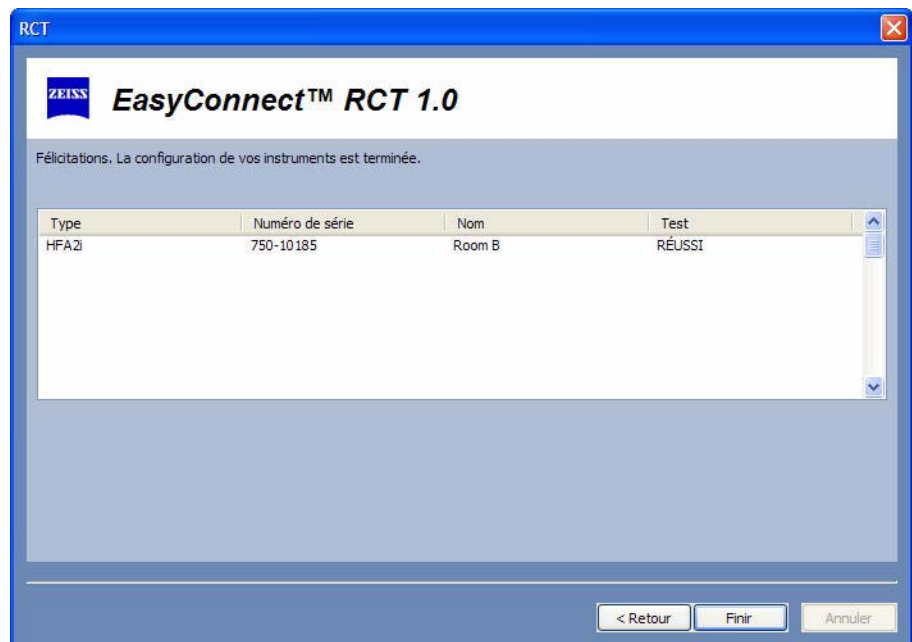 RCT
ZEISS
EasyConnect™ RCT 1.0
Félicitations. La configuration de vos instruments est terminée.
Type Numéro de série Nom Test
HFA2i 750-10185 Room B RÉUSSI
< Retour Finir Annuler